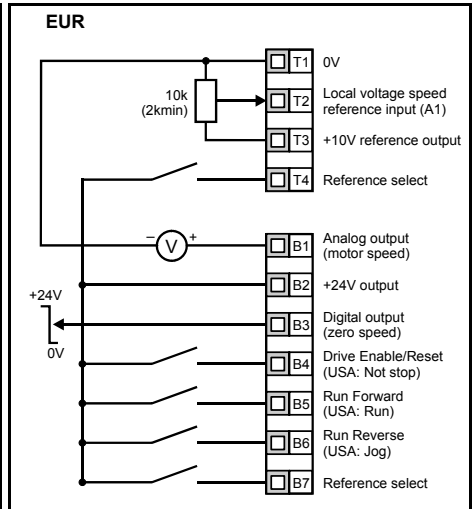 EUR
T1 0V
10k
(2kmin)
T2 Local voltage speed
reference input (A1)
T3 +10V reference output
T4 Reference select
– V +
B1 Analog output
(motor speed)
B2 +24V output
+24V
0V
B3 Digital output
(zero speed)
B4 Drive Enable/Reset
(USA: Not stop)
B5 Run Forward
(USA: Run)
B6 Run Reverse
(USA: Jog)
B7 Reference select